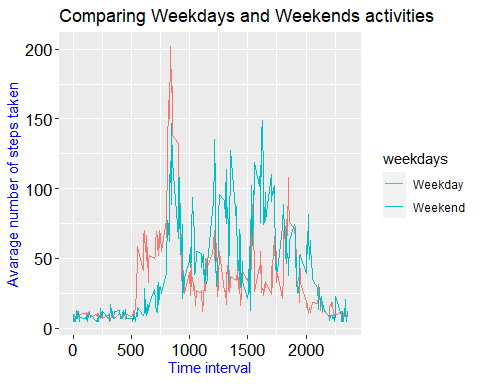 Comparing Weekdays and Weekends activities
200
150
100
50
0
Avarage number of steps taken
0 500 1000 1500 2000
Time interval
weekdays
Weekday
Weekend